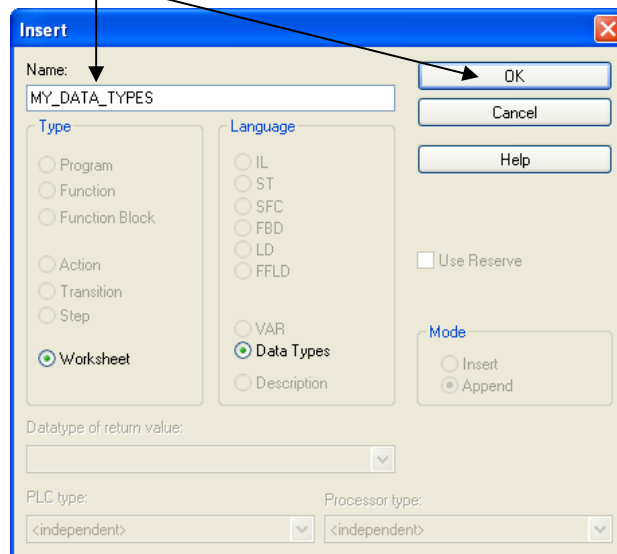 Insert
Name:
MY_DATA_TYPES
OK
Cancel
Help
Type
Program
Function
Function Block
Action
Transition
Step
Worksheet
Language
IL
ST
SFC
FBD
LD
FFLD
VAR
Data Types
Description
Use Reserve
Mode
Insert
Append
Datatype of return value:
PLC type:
<independent>
Processor type:
<independent>